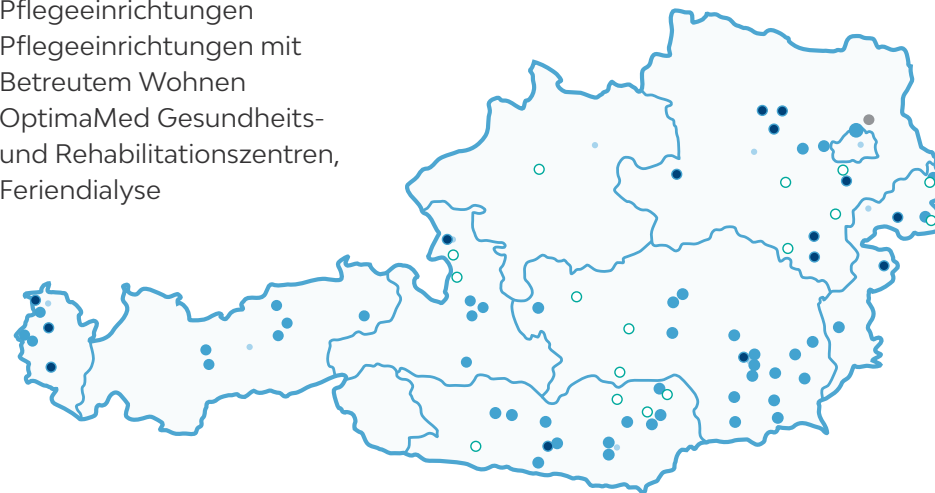 Pflegeeinrichtungen
Pflegeeinrichtungen mit
Betreutem Wohnen
OptimaMed Gesundheits-
und Rehabilitationszentren,
Feriendialyse